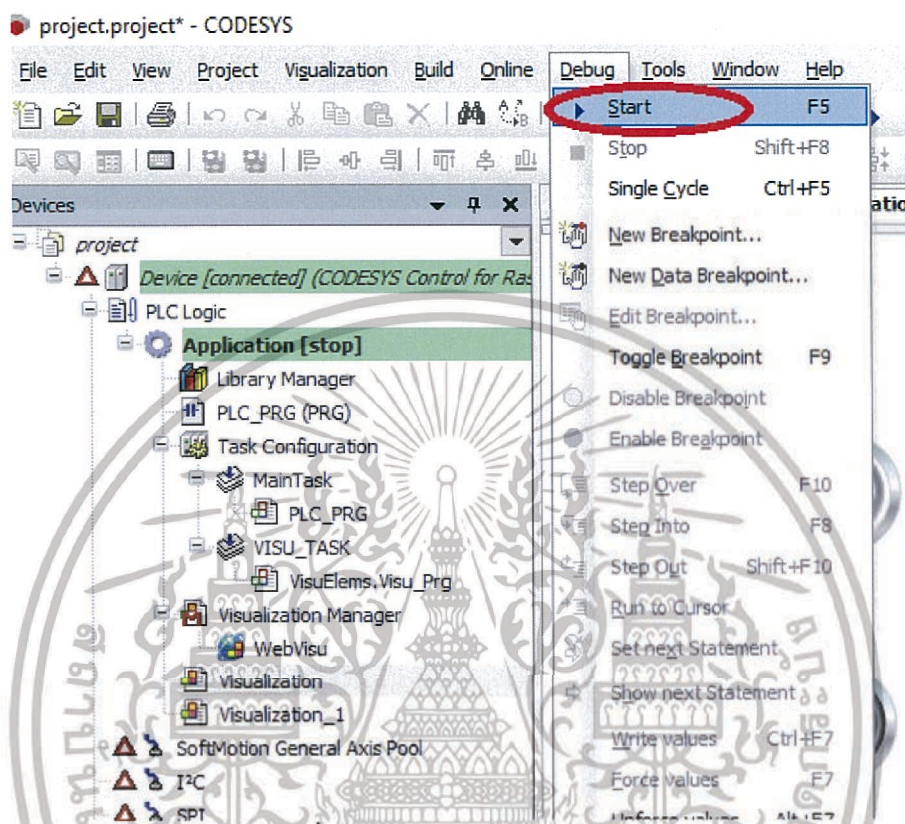 project.project* - CODESYS
File Edit View Project Visualization Build Online Debug Tools Window Help
Start F5
Stop Shift+F8
Single Cycle Ctrl+F5
New Breakpoint...
New Data Breakpoint...
Edit Breakpoint...
Toggle Breakpoint F9
Disable Breakpoint
Enable Breakpoint
Step Over F10
Step Into F8
Step Out Shift+F10
Run to Cursor
Set next Statement
Show next Statement
Write values Ctrl+F7
Force values F7
Devices
project
Device [connected] (CODESYS Control for Ras
PLC Logic
Application [stop]
Library Manager
PLC_PRG (PRG)
Task Configuration
MainTask
PLC_PRG
VISU_TASK
VisuElems.Visu_Prg
Visualization Manager
WebVisu
Visualization
Visualization_1
SoftMotion General Axis Pool
I²C
SPI